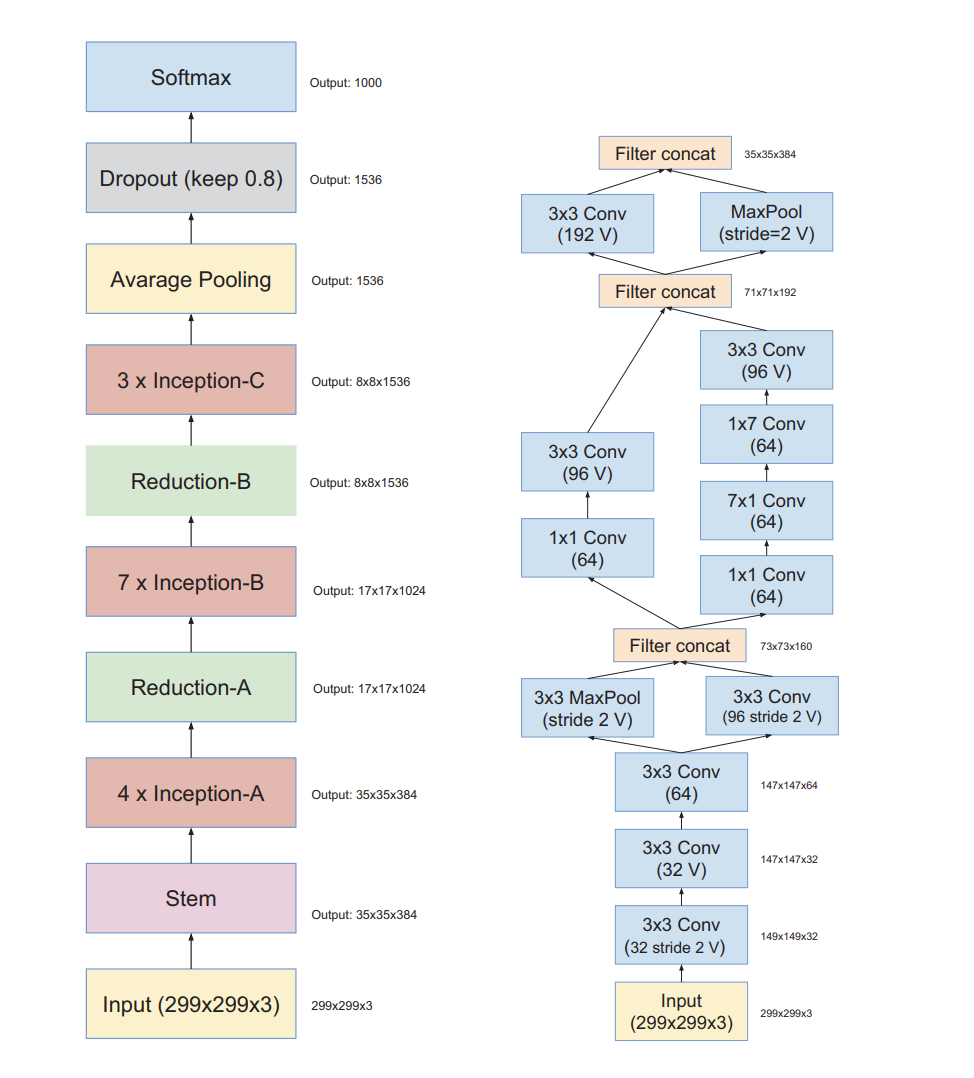 Softmax
Output: 1000
Dropout (keep 0.8)
Output: 1536
Avarage Pooling
Output: 1536
3 x Inception-C
Output: 8x8x1536
Reduction-B
Output: 8x8x1536
7 x Inception-B
Output: 17x17x1024
Reduction-A
Output: 17x17x1024
4 x Inception-A
Output: 35x35x384
Stem
Output: 35x35x384
Input (299x299x3)
299x299x3
Filter concat
35x35x384
3x3 Conv
(192 V)
MaxPool
(stride=2 V)
Filter concat
71x71x192
3x3 Conv
(96 V)
1x7 Conv
(64)
3x3 Conv
(96 V)
7x1 Conv
(64)
1x1 Conv
(64)
1x1 Conv
(64)
Filter concat
73x73x160
3x3 MaxPool
(stride 2 V)
3x3 Conv
(96 stride 2 V)
3x3 Conv
(64)
147x147x64
3x3 Conv
(32 V)
147x147x32
3x3 Conv
(32 stride 2 V)
149x149x32
Input
(299x299x3)
299x299x3